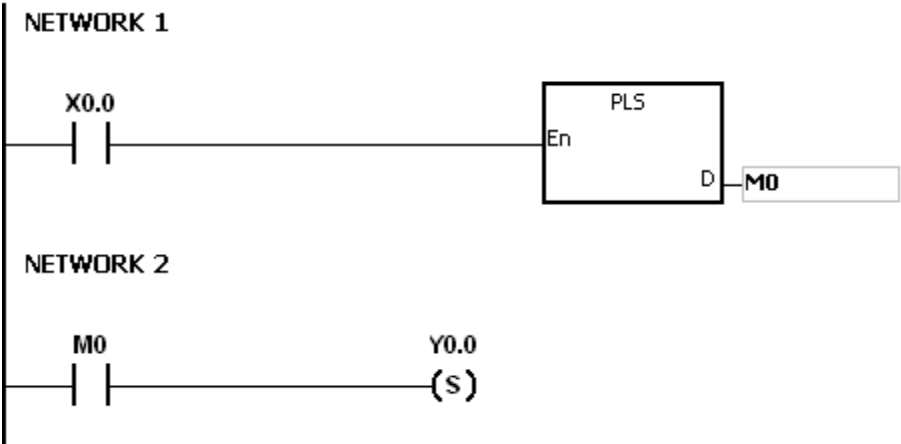 NETWORK 1
X0.0
PLS
En
D M0
NETWORK 2
M0 Y0.0
(S)